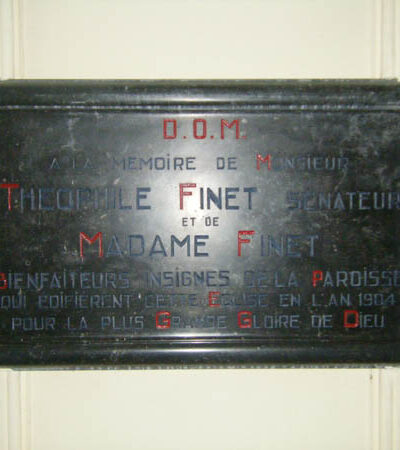 D.O.M.
A LA MEMOIRE DE MONSIEUR
THEOPHILE FINET SENATEUR
ET DE
MADAME FINET
BIENFAITEURS INSIGNES DE LA PAROISSE
QUI EDIFIERENT CETTE EGLISE EN L'AN 1904
POUR LA PLUS GRANDE GLOIRE DE DIEU